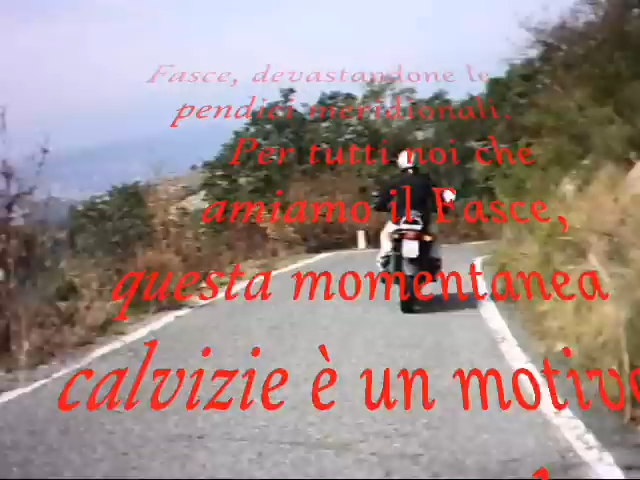 Fasce, devastandone le
pendici meridionali.
Per tutti noi che
amiamo il Fasce,
questa momentanea
calvizie è un motivo